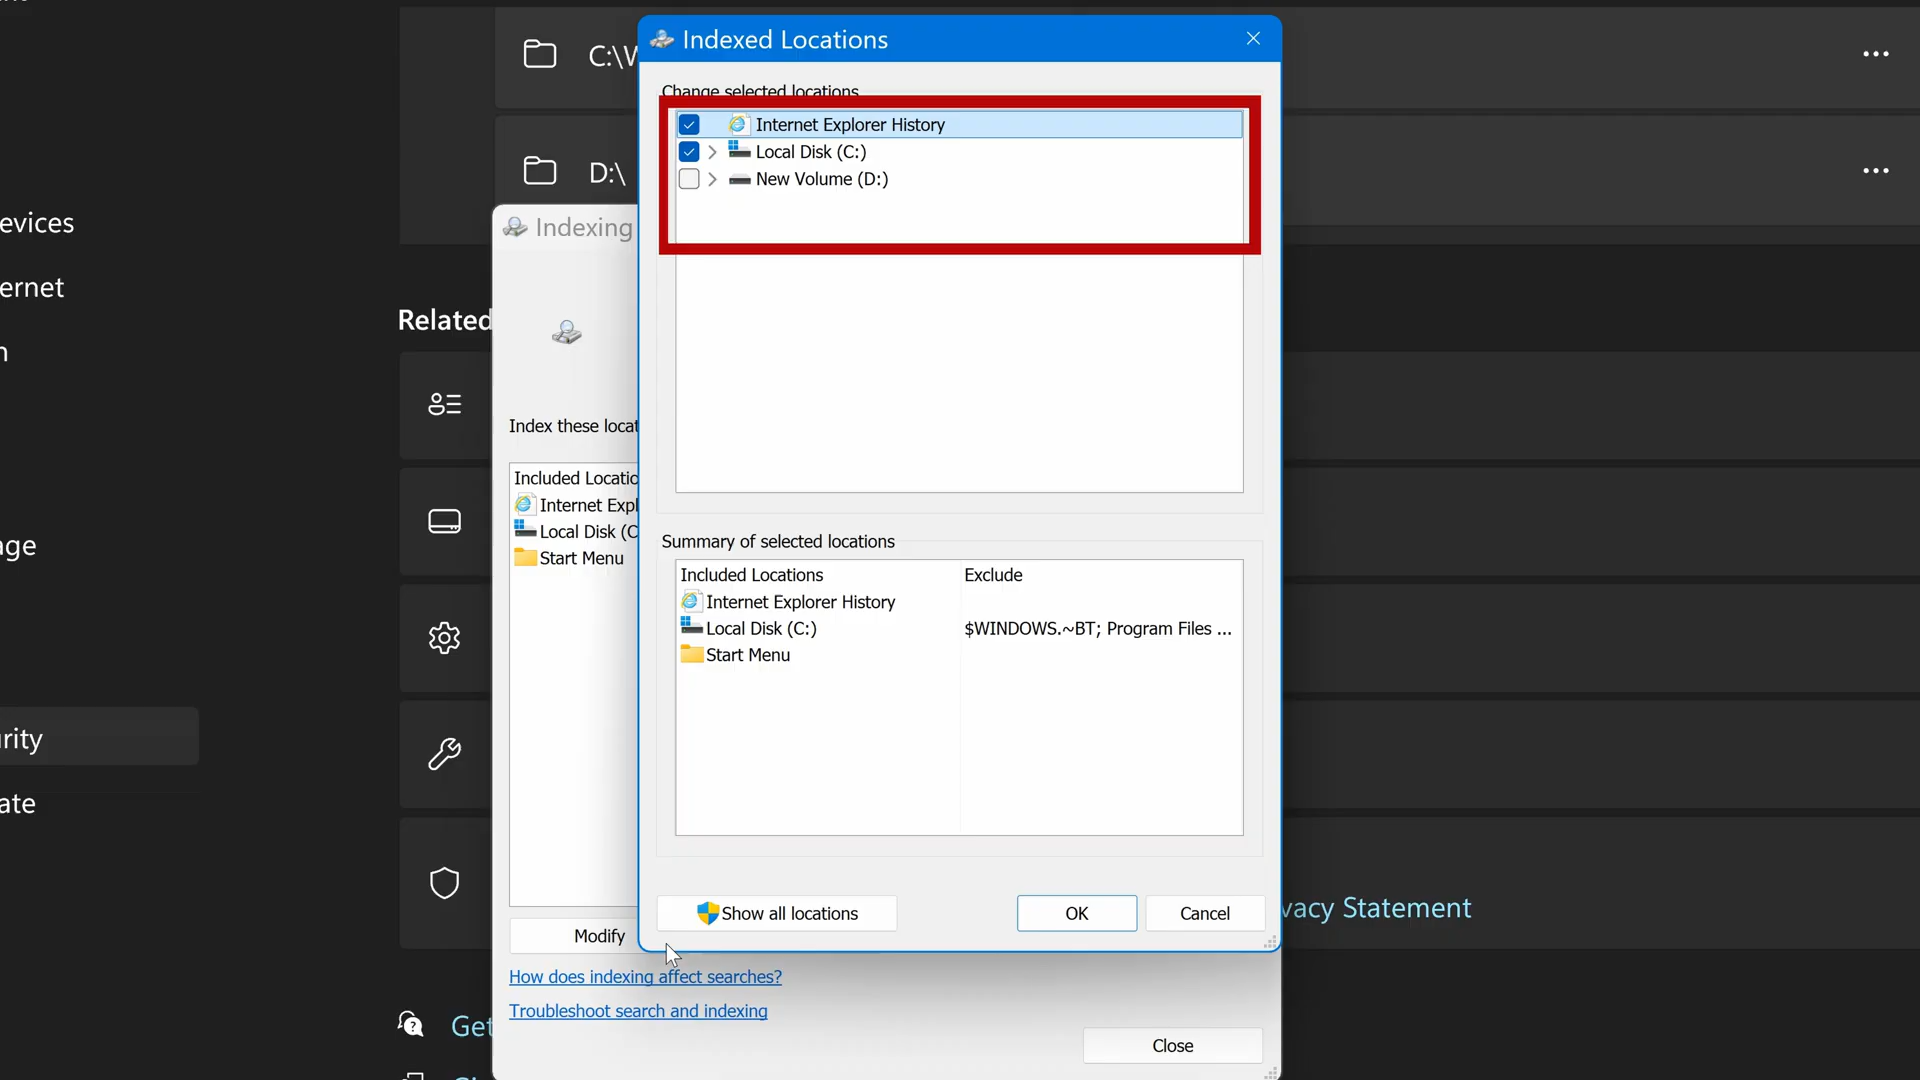 Indexed Locations
C:\
Change selected locations
Internet Explorer History
Local Disk (C:)
D:\
New Volume (D:)
evices
Indexing
ernet
Related
Index these locat
Included Locatio
Internet Expl
Local Disk (C
Start Menu
age
Summary of selected locations
Included Locations Exclude
Internet Explorer History
Local Disk (C:) $WINDOWS.~BT; Program Files ...
Start Menu
rity
ate
Show all locations OK Cancel
vacy Statement
Modify
How does indexing affect searches?
Troubleshoot search and indexing
Get
Close